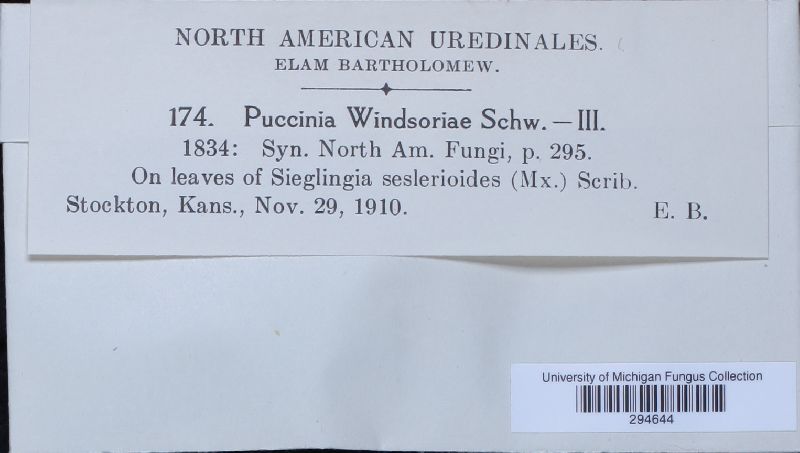 NORTH AMERICAN UREDINALES.
ELAM BARTHOLOMEW.
174. Puccinia Windsoriae Schw. — III.
1834: Syn. North Am. Fungi, p. 295.
On leaves of Sieglingia seslerioides (Mx.) Scrib.
Stockton, Kans., Nov. 29, 1910. E. B.
University of Michigan Fungus Collection
294644